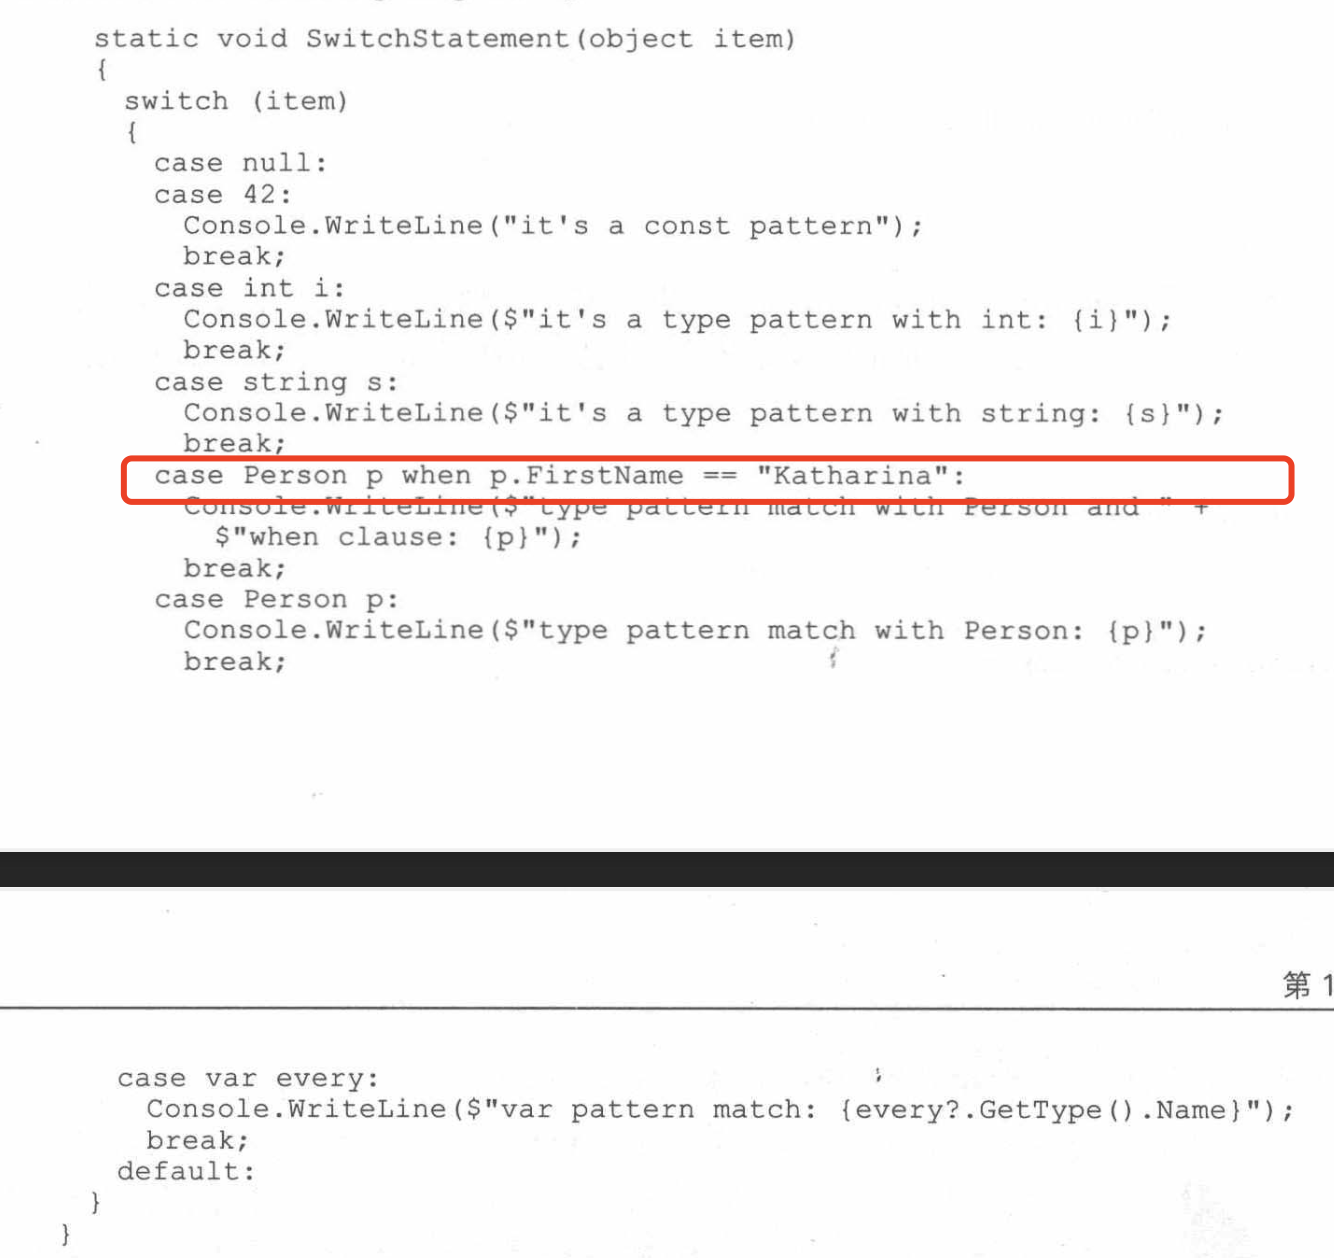 static void SwitchStatement(object item)
{
switch (item)
{
case null:
case 42:
Console.WriteLine("it's a const pattern");
break;
case int i:
Console.WriteLine($"it's a type pattern with int: {i}");
break;
case string s:
Console.WriteLine($"it's a type pattern with string: {s}");
break;
case Person p when p.FirstName == "Katharina":
Console.WriteLine($"type pattern match with Person and " +
$"when clause: {p}");
break;
case Person p:
Console.WriteLine($"type pattern match with Person: {p}");
break;
第 1
case var every:
Console.WriteLine($"var pattern match: {every?.GetType().Name}");
break;
default:
}
}